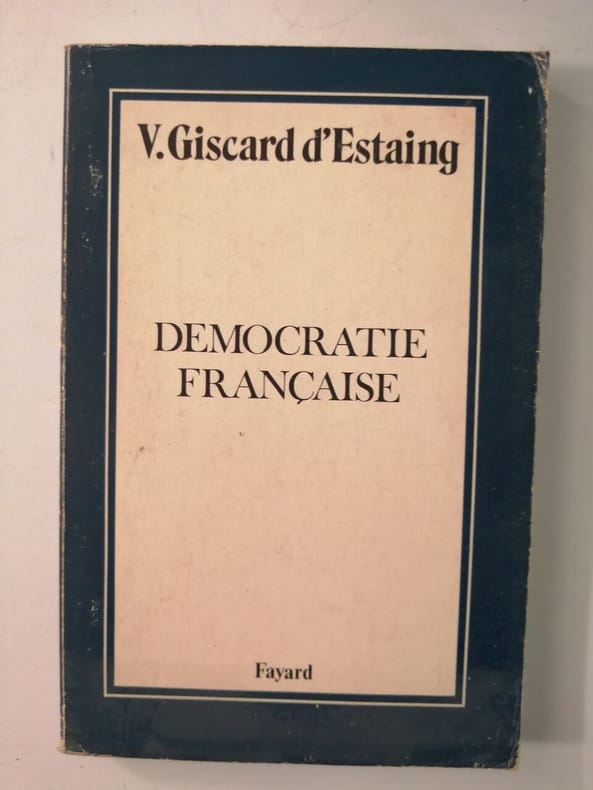 V.Giscard d'Estaing
DEMOCRATIE
FRANÇAISE
Fayard